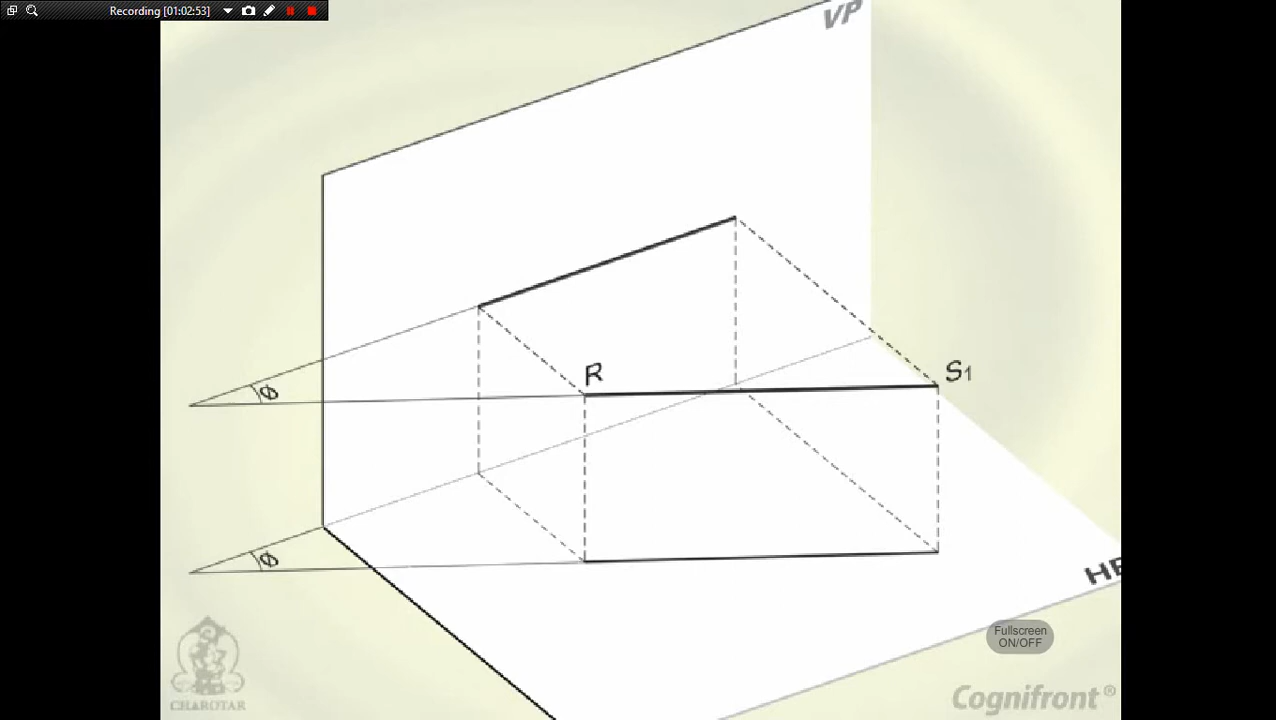 Recording [01:02:53]
VP
R
S1
ø
ø
HP
Fullscreen
ON/OFF
CHAROTAR
Cognifront®